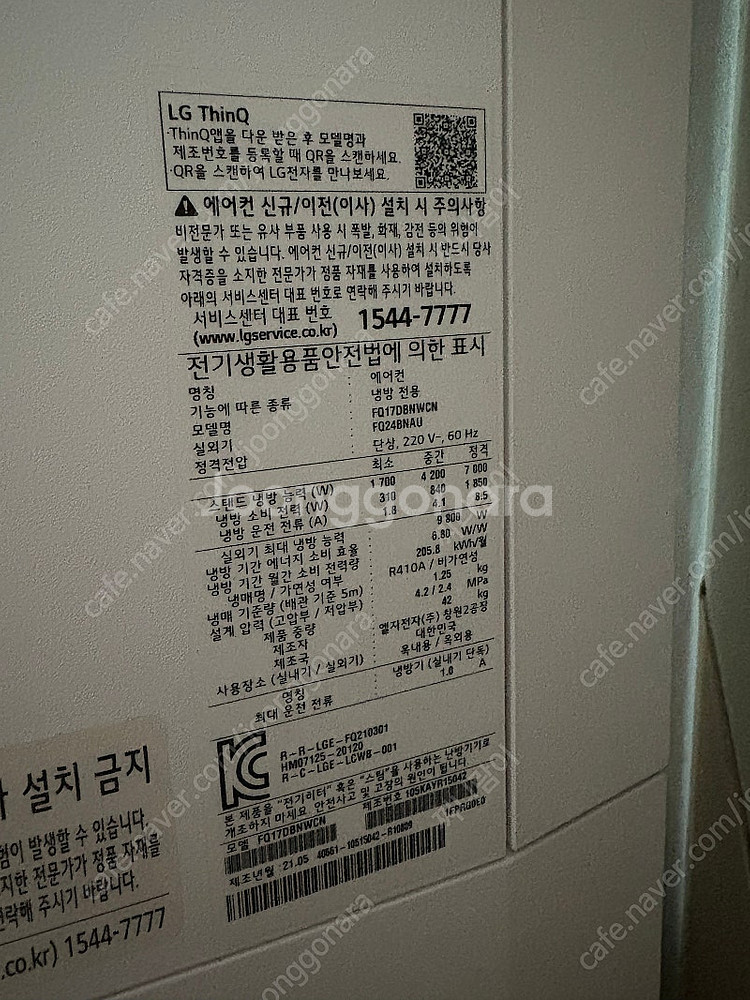 LG ThinQ
·ThinQ앱을 다운 받은 후 모델명과
제조번호를 등록할 때 QR을 스캔하세요.
·QR을 스캔하여 LG전자를 만나보세요.
에어컨 신규/이전(이사) 설치 시 주의사항
비전문가 또는 유사 부품 사용 시 폭발, 화재, 감전 등의 위험이
발생할 수 있습니다. 에어컨 신규/이전(이사) 설치 시 반드시 당사
자격증을 소지한 전문가가 정품 자재를 사용하여 설치하도록
아래의 서비스센터 대표 번호로 연락해 주시기 바랍니다.
서비스센터 대표 번호
(www.lgservice.co.kr) 1544-7777
전기생활용품안전법에 의한 표시
명칭 : 에어컨
기능에 따른 종류 : 냉방 전용
모델명 : FQ17DBNWCN
실외기 : FQ24BNAU
정격전압 : 단상, 220 V~, 60 Hz
최소 중간 정격
스탠드 냉방 능력 (W) : 1 700 4 200 7 000
냉방 소비 전력 (W) : 310 840 1 850
냉방 운전 전류 (A) : 1.8 4.1 8.5
실외기 최대 냉방 능력 : 9 800 W
냉방 기간 에너지 소비 효율 : 6.80 W/W
냉방 기간 월간 소비 전력량 : 205.8 kWh/월
냉매명 / 가연성 여부 : R410A / 비가연성
냉매 기준량 (배관 기준 5m) : 1.25 kg
설계 압력 (고압부 / 저압부) : 4.2 / 2.4 MPa
제품 중량 : 42 kg
제조자 : 엘지전자(주) 창원2공장
제조국 : 대한민국
사용장소 (실내기 / 실외기) : 옥내용 / 옥외용
명칭 : 냉방기 (실내기 단독)
최대 운전 전류 : 1.0 A
R-R-LGE-FQ210301
HM07125-20120
R-C-LGE-LCWB-001
본 제품을 "전기히터" 혹은 "스팀"을 사용하는 난방기기로
개조하지 마세요. 안전사고 및 고장의 원인이 됩니다.
모델 FQ17DBNWCN 제조번호 105KAYR15042
제조년월 21.05 40561-10515042-R10809
설치 금지
험이 발생할 수 있습니다.
지한 전문가가 정품 자재를
연락해 주시기 바랍니다.
.co.kr) 1544-7777
joonggonara
cafe.naver.com/j